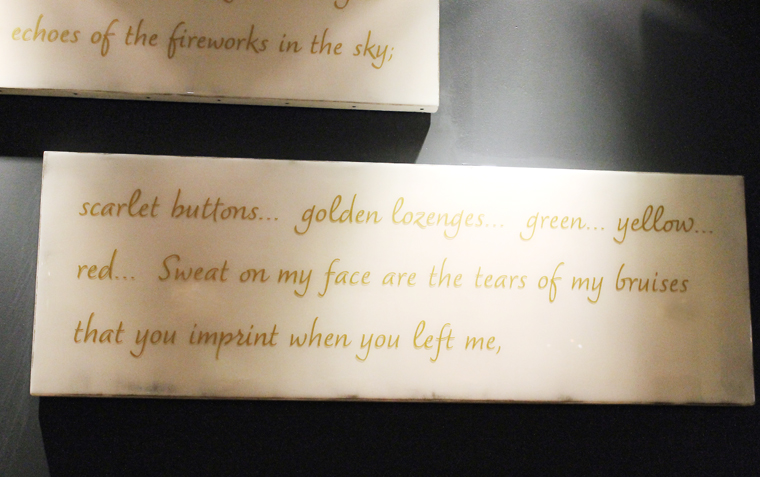 echoes of the fireworks in the sky;
scarlet buttons... golden lozenges... green... yellow...
red... Sweat on my face are the tears of my bruises
that you imprint when you left me,